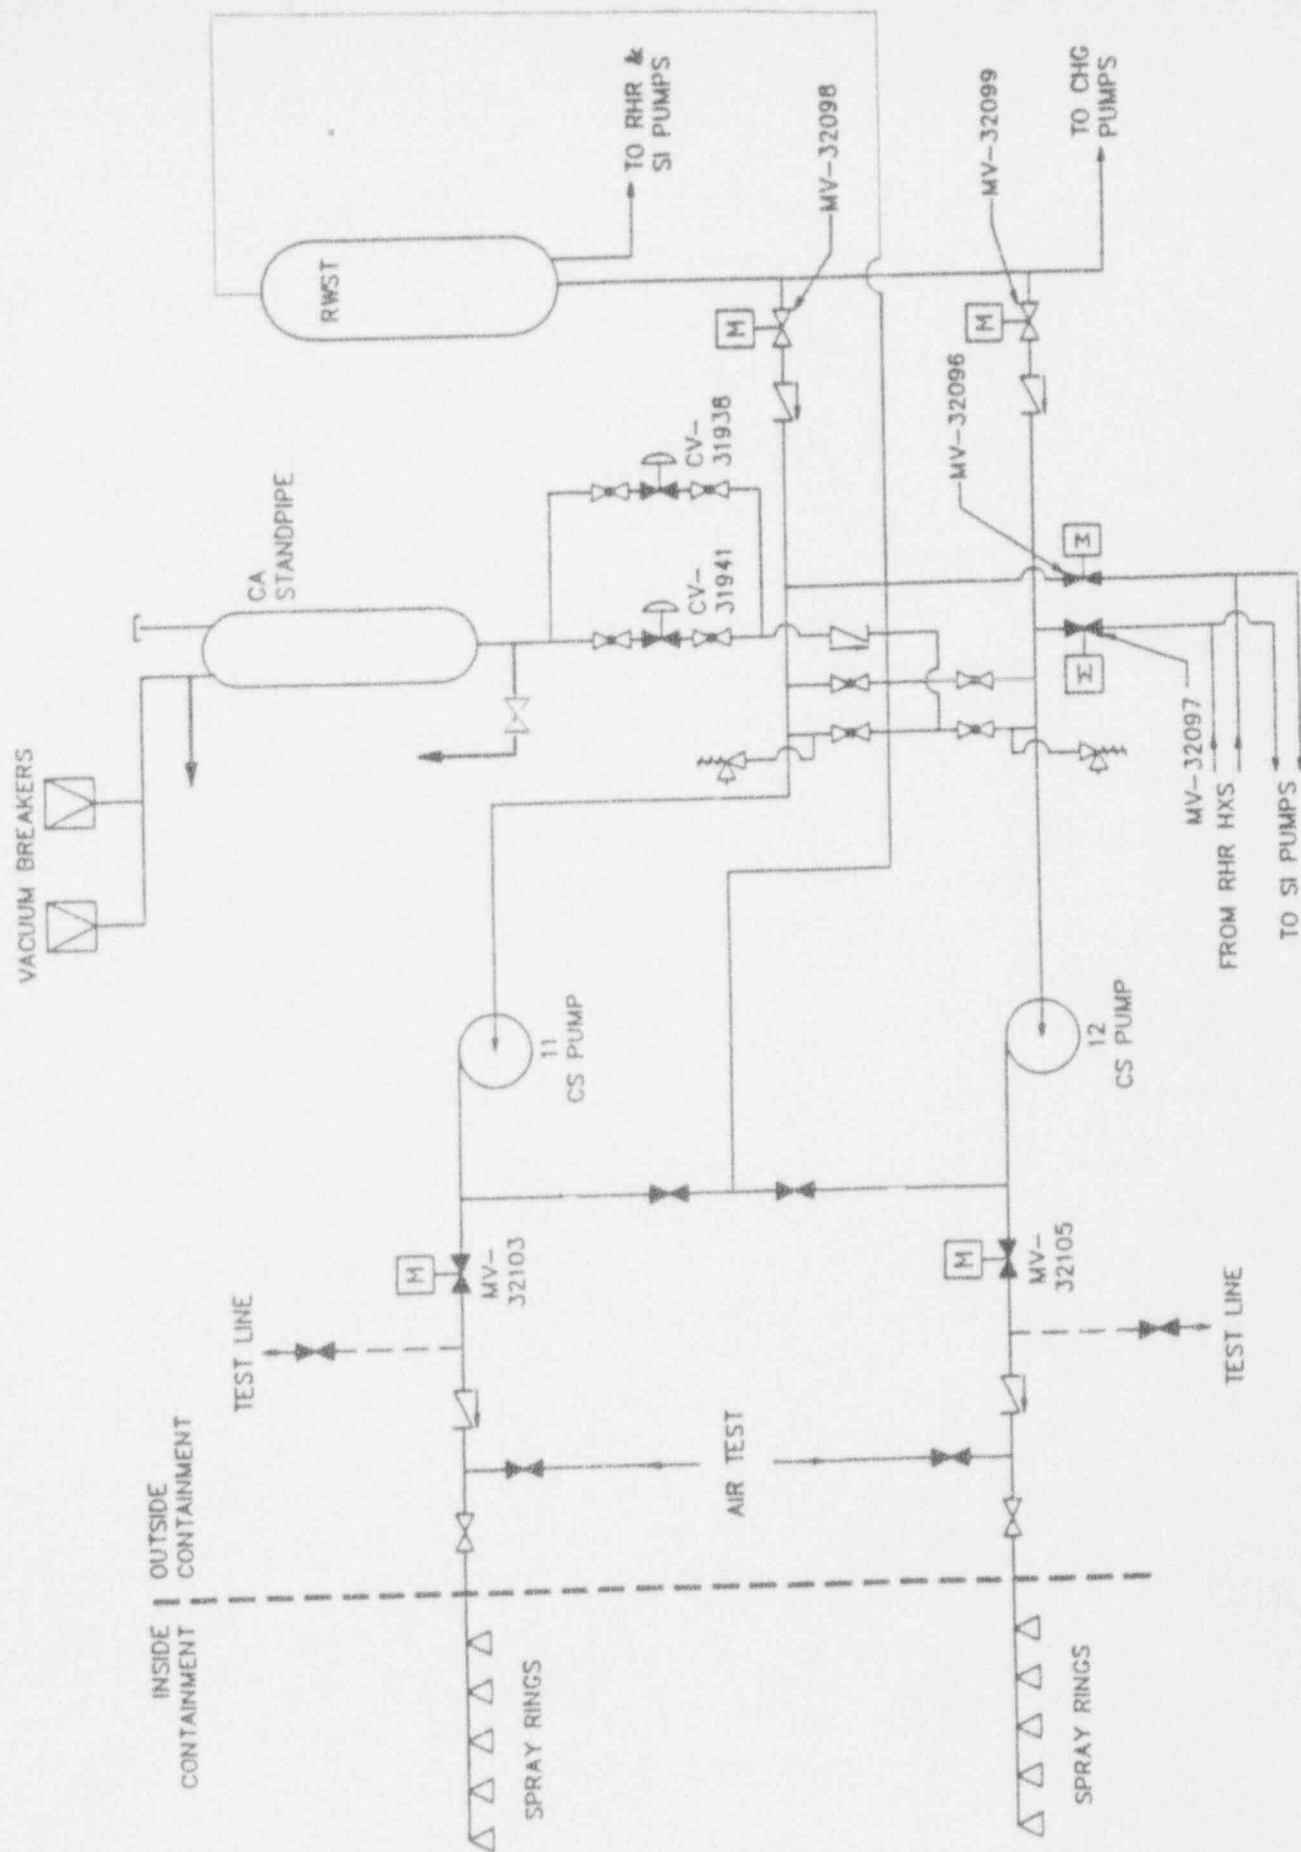 INSIDE
CONTAINMENT
OUTSIDE
CONTAINMENT
VACUUM BREAKERS
CA
STANDPIPE
RWST
TO RHR &
SI PUMPS
TEST LINE
M
MV-
32103
11
CS PUMP
CV-
31941
CV-
31938
M
MV-32098
SPRAY RINGS
AIR TEST
MV-32096
M
MV-32099
TO CHG
PUMPS
M
MV-
32105
12
CS PUMP
M
M
MV-32097
FROM RHR HXS
TO SI PUMPS
SPRAY RINGS
TEST LINE